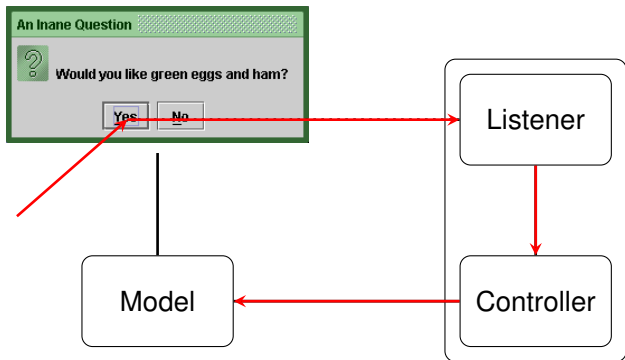 An Inane Question
Would you like green eggs and ham?
Yes No
Listener
Model
Controller